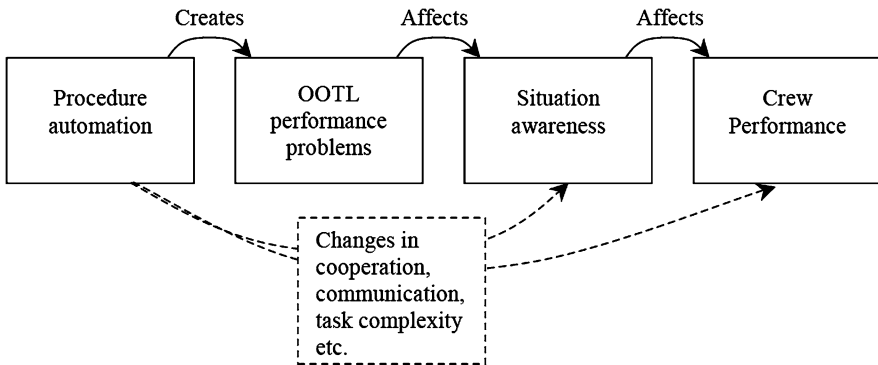 Creates
Affects
Affects
Procedure
automation
OOTL
performance
problems
Situation
awareness
Crew
Performance
Changes in
cooperation,
communication,
task complexity
etc.